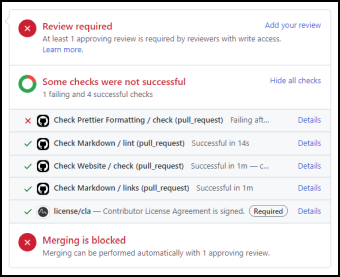 Review required
Add your review
At least 1 approving review is required by reviewers with write access.
Learn more.
Some checks were not successful
Hide all checks
1 failing and 4 successful checks
Check Prettier Formatting / check (pull_request) Failing aft... Details
Check Markdown / lint (pull_request) Successful in 14s Details
Check Website / check (pull_request) Successful in 1m — c... Details
Check Markdown / links (pull_request) Successful in 1m Details
license/cla — Contributor License Agreement is signed. Required Details
Merging is blocked
Merging can be performed automatically with 1 approving review.